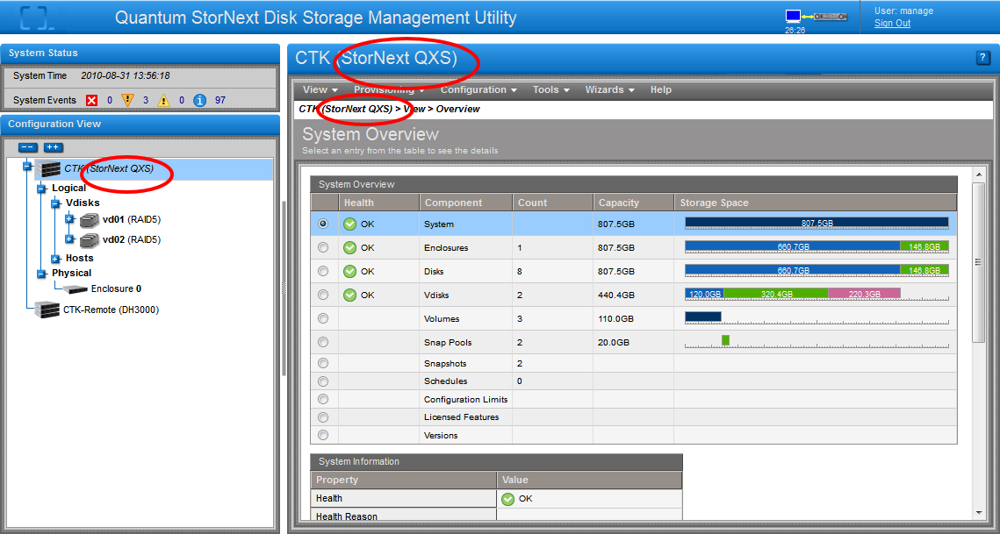 Quantum StorNext Disk Storage Management Utility
26:26
User: manage
Sign Out
System Status
System Time 2010-08-31 13:56:18
System Events 0 3 0 97
Configuration View
CTK (StorNext QXS)
Logical
Vdisks
vd01 (RAID5)
vd02 (RAID5)
Hosts
Physical
Enclosure 0
CTK-Remote (DH3000)
CTK (StorNext QXS)
?
View Provisioning Configuration Tools Wizards Help
CTK (StorNext QXS) > View > Overview
System Overview
Select an entry from the table to see the details
System Overview
Health Component Count Capacity Storage Space
OK System 807.5GB 807.5GB
OK Enclosures 1 807.5GB 660.7GB 146.8GB
OK Disks 8 807.5GB 660.7GB 146.8GB
OK Vdisks 2 440.4GB 120.0GB 320.4GB 220.3GB
Volumes 3 110.0GB
Snap Pools 2 20.0GB
Snapshots 2
Schedules 0
Configuration Limits
Licensed Features
Versions
System Information
Property Value
Health OK
Health Reason